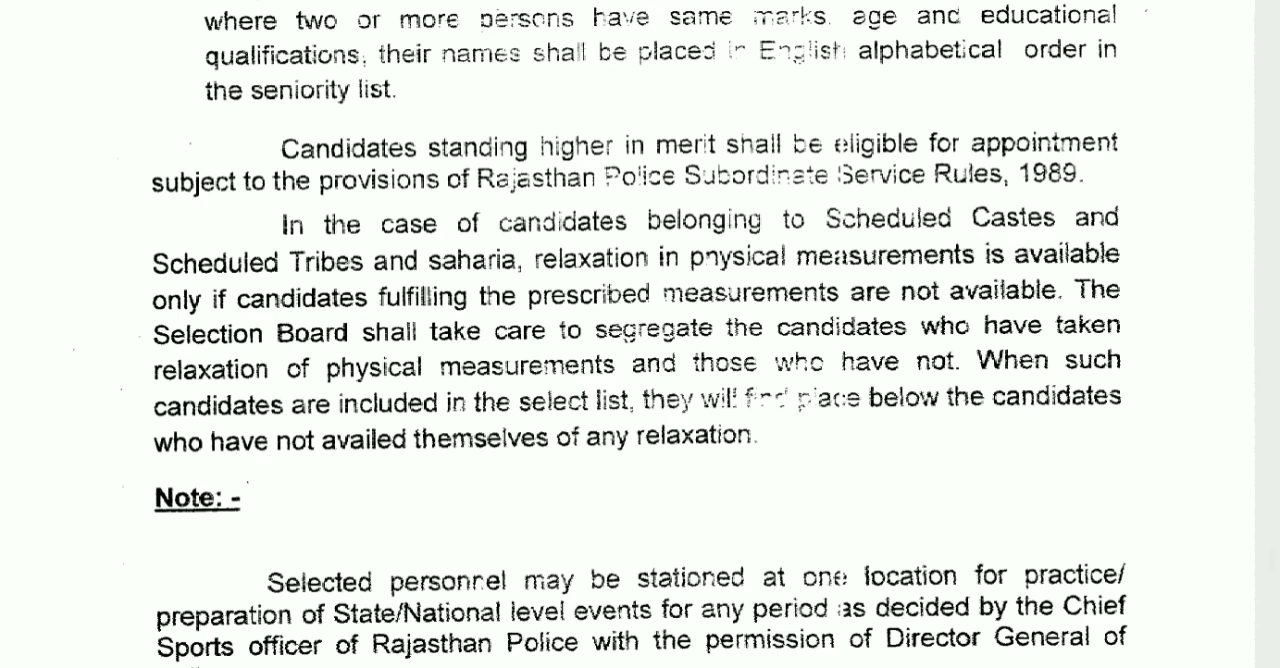 where two or more persons have same marks, age and educational
qualifications, their names shall be placed in English alphabetical order in
the seniority list.
Candidates standing higher in merit shall be eligible for appointment
subject to the provisions of Rajasthan Police Subordinate Service Rules, 1989.
In the case of candidates belonging to Scheduled Castes and
Scheduled Tribes and saharia, relaxation in physical measurements is available
only if candidates fulfilling the prescribed measurements are not available. The
Selection Board shall take care to segregate the candidates who have taken
relaxation of physical measurements and those who have not. When such
candidates are included in the select list, they will find place below the candidates
who have not availed themselves of any relaxation.
Note: -
Selected personnel may be stationed at one location for practice/
preparation of State/National level events for any period as decided by the Chief
Sports officer of Rajasthan Police with the permission of Director General of